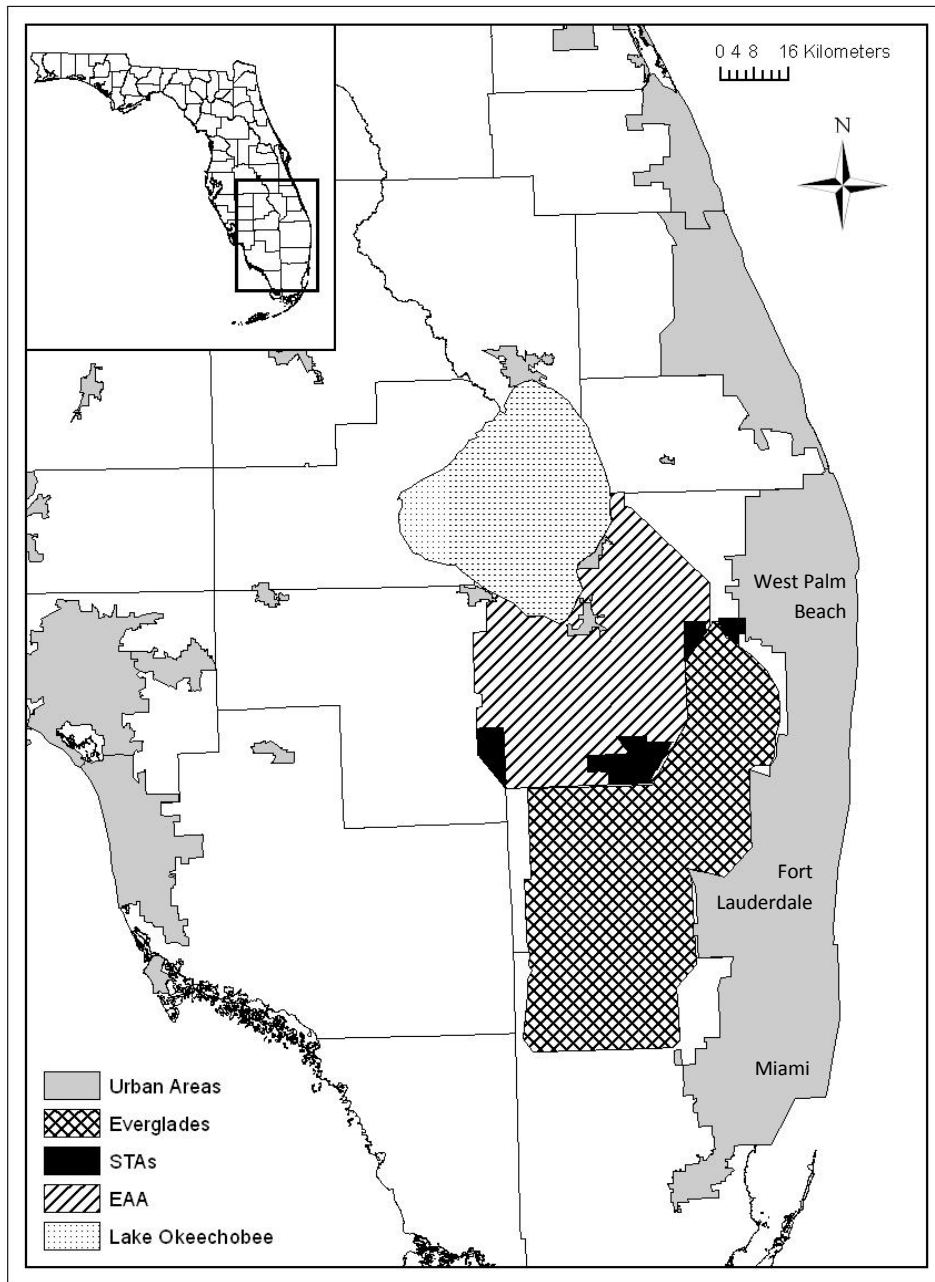 0 4 8 16 Kilometers
N
West Palm
Beach
Fort
Lauderdale
Miami
Urban Areas
Everglades
STAs
EAA
Lake Okeechobee